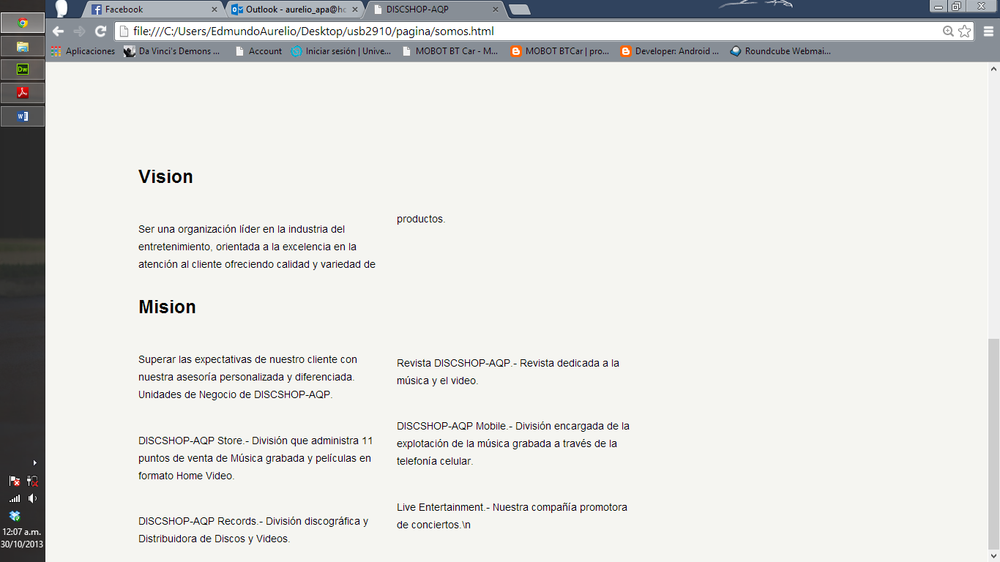 Facebook
Outlook - aurelio_apa@hc
DISCSHOP-AQP
file:///C:/Users/EdmundoAurelio/Desktop/usb2910/pagina/somos.html
Aplicaciones
Da Vinci's Demons ...
Account
Iniciar sesión | Unive...
MOBOT BT Car - M...
MOBOT BTCar | pro...
Developer: Android ...
Roundcube Webmai...
Dw
Vision
Ser una organización líder en la industria del
entretenimiento, orientada a la excelencia en la
atención al cliente ofreciendo calidad y variedad de
productos.
Mision
Superar las expectativas de nuestro cliente con
nuestra asesoría personalizada y diferenciada.
Unidades de Negocio de DISCSHOP-AQP.
DISCSHOP-AQP Store.- División que administra 11
puntos de venta de Música grabada y películas en
formato Home Video.
DISCSHOP-AQP Records.- División discográfica y
Distribuidora de Discos y Videos.
Revista DISCSHOP-AQP.- Revista dedicada a la
música y el video.
DISCSHOP-AQP Mobile.- División encargada de la
explotación de la música grabada a través de la
telefonía celular.
Live Entertainment.- Nuestra compañía promotora
de conciertos.\n
12:07 a.m.
30/10/2013